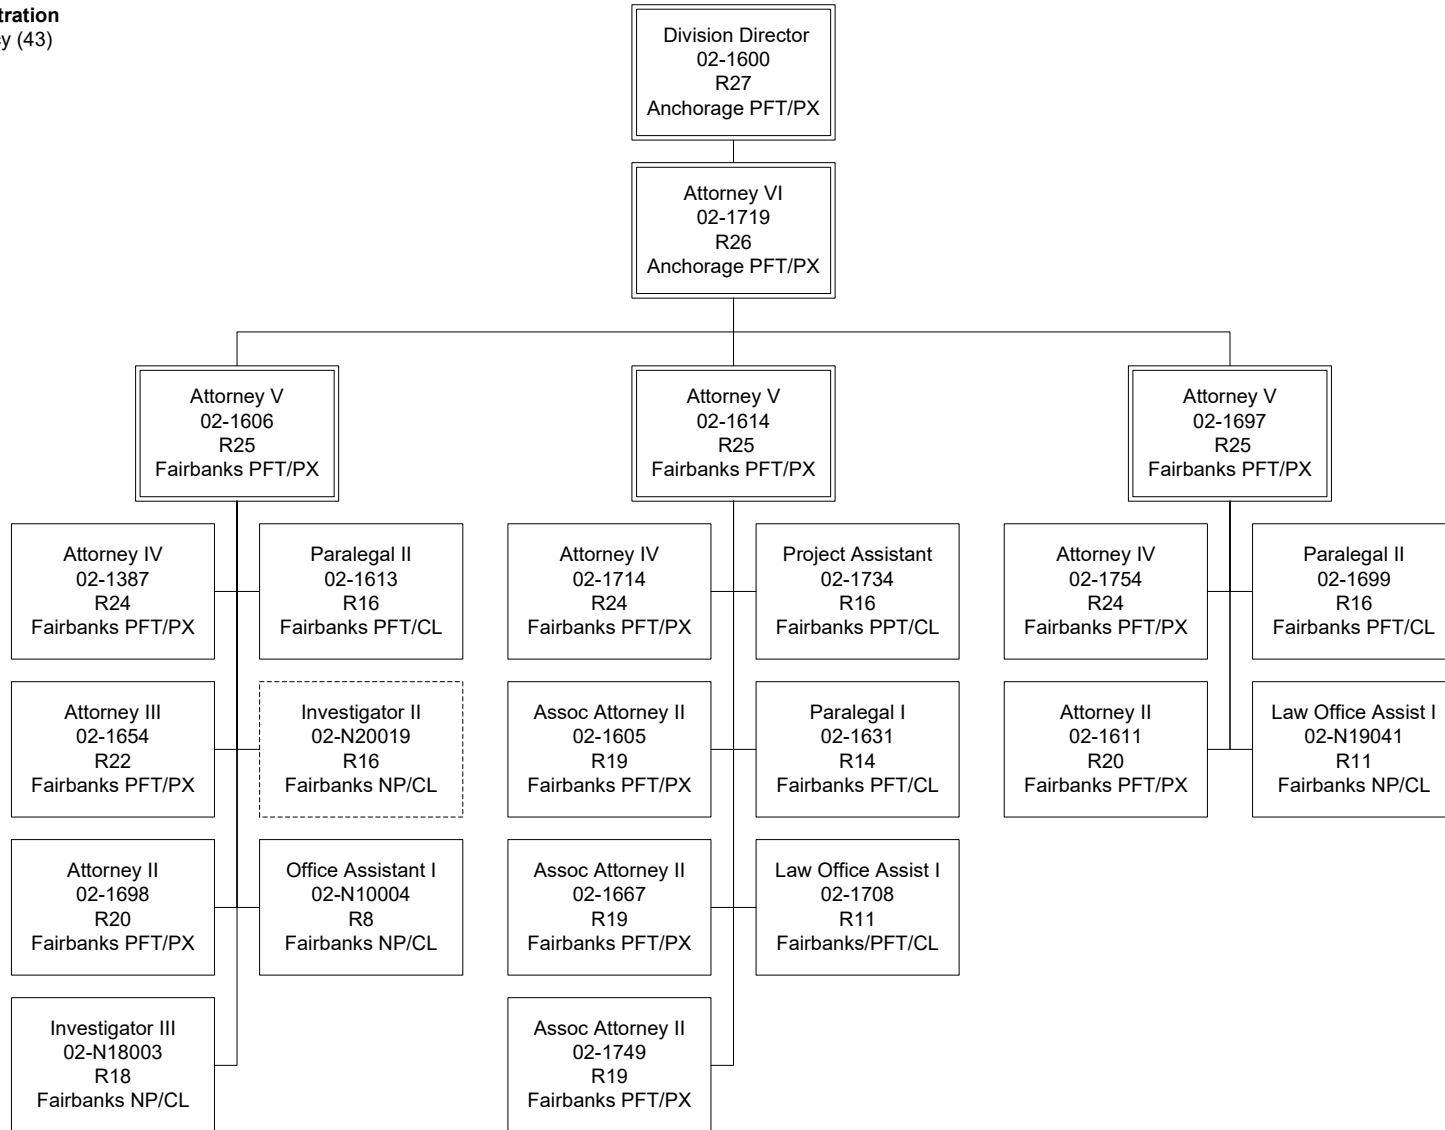 tration
y (43)
Division Director
02-1600
R27
Anchorage PFT/PX
Attorney VI
02-1719
R26
Anchorage PFT/PX
Attorney V
02-1606
R25
Fairbanks PFT/PX
Attorney V
02-1614
R25
Fairbanks PFT/PX
Attorney V
02-1697
R25
Fairbanks PFT/PX
Attorney IV
02-1387
R24
Fairbanks PFT/PX
Paralegal II
02-1613
R16
Fairbanks PFT/CL
Attorney IV
02-1714
R24
Fairbanks PFT/PX
Project Assistant
02-1734
R16
Fairbanks PPT/CL
Attorney IV
02-1754
R24
Fairbanks PFT/PX
Paralegal II
02-1699
R16
Fairbanks PFT/CL
Attorney III
02-1654
R22
Fairbanks PFT/PX
Investigator II
02-N20019
R16
Fairbanks NP/CL
Assoc Attorney II
02-1605
R19
Fairbanks PFT/PX
Paralegal I
02-1631
R14
Fairbanks PFT/CL
Attorney II
02-1611
R20
Fairbanks PFT/PX
Law Office Assist I
02-N19041
R11
Fairbanks NP/CL
Attorney II
02-1698
R20
Fairbanks PFT/PX
Office Assistant I
02-N10004
R8
Fairbanks NP/CL
Assoc Attorney II
02-1667
R19
Fairbanks PFT/PX
Law Office Assist I
02-1708
R11
Fairbanks/PFT/CL
Investigator III
02-N18003
R18
Fairbanks NP/CL
Assoc Attorney II
02-1749
R19
Fairbanks PFT/PX